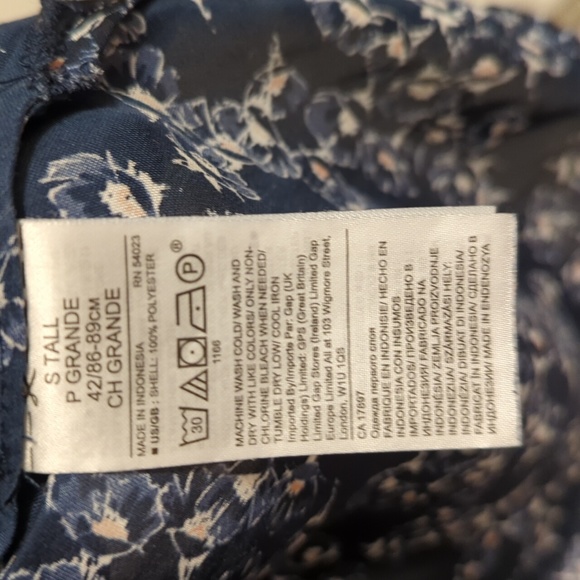 S TALL
P GRANDE
42/86-89CM
CH GRANDE
MADE IN INDONESIA RN 54023
■ US/GB : SHELL: 100% POLYESTER
30 P ®
1166
MACHINE WASH COLD/ WASH AND
DRY WITH LIKE COLORS/ ONLY NON-
CHLORINE BLEACH WHEN NEEDED/
TUMBLE DRY LOW/ COOL IRON
Imported By/Importe Par: Gap (UK
Holdings) Limited: GPS (Great Britain)
Limited Gap Stores (Ireland) Limited Gap
Europe Limited All at 103 Wigmore Street,
London, W1U 1QS
CA 17897
Одежда первого слоя
FABRIQUÉ EN INDONESIE/ HECHO EN
INDONESIA CON INSUMOS
IMPORTADOS/ ПРОИЗВЕДЕНО В
ИНДОНЕЗИЯ/ FABRICADO NA
INDONÉSIA/ ZEMLJA PROIZVODNJE
INDONEZIJA/ SZÁRMAZÁSI HELY:
INDONÉZIA/ DIBUAT DI INDONESIA/
FABRICAT IN INDONEZIA/ СДЕЛАНО В
ИНДОНЕЗИИ/ MADE IN ENDENOZYA